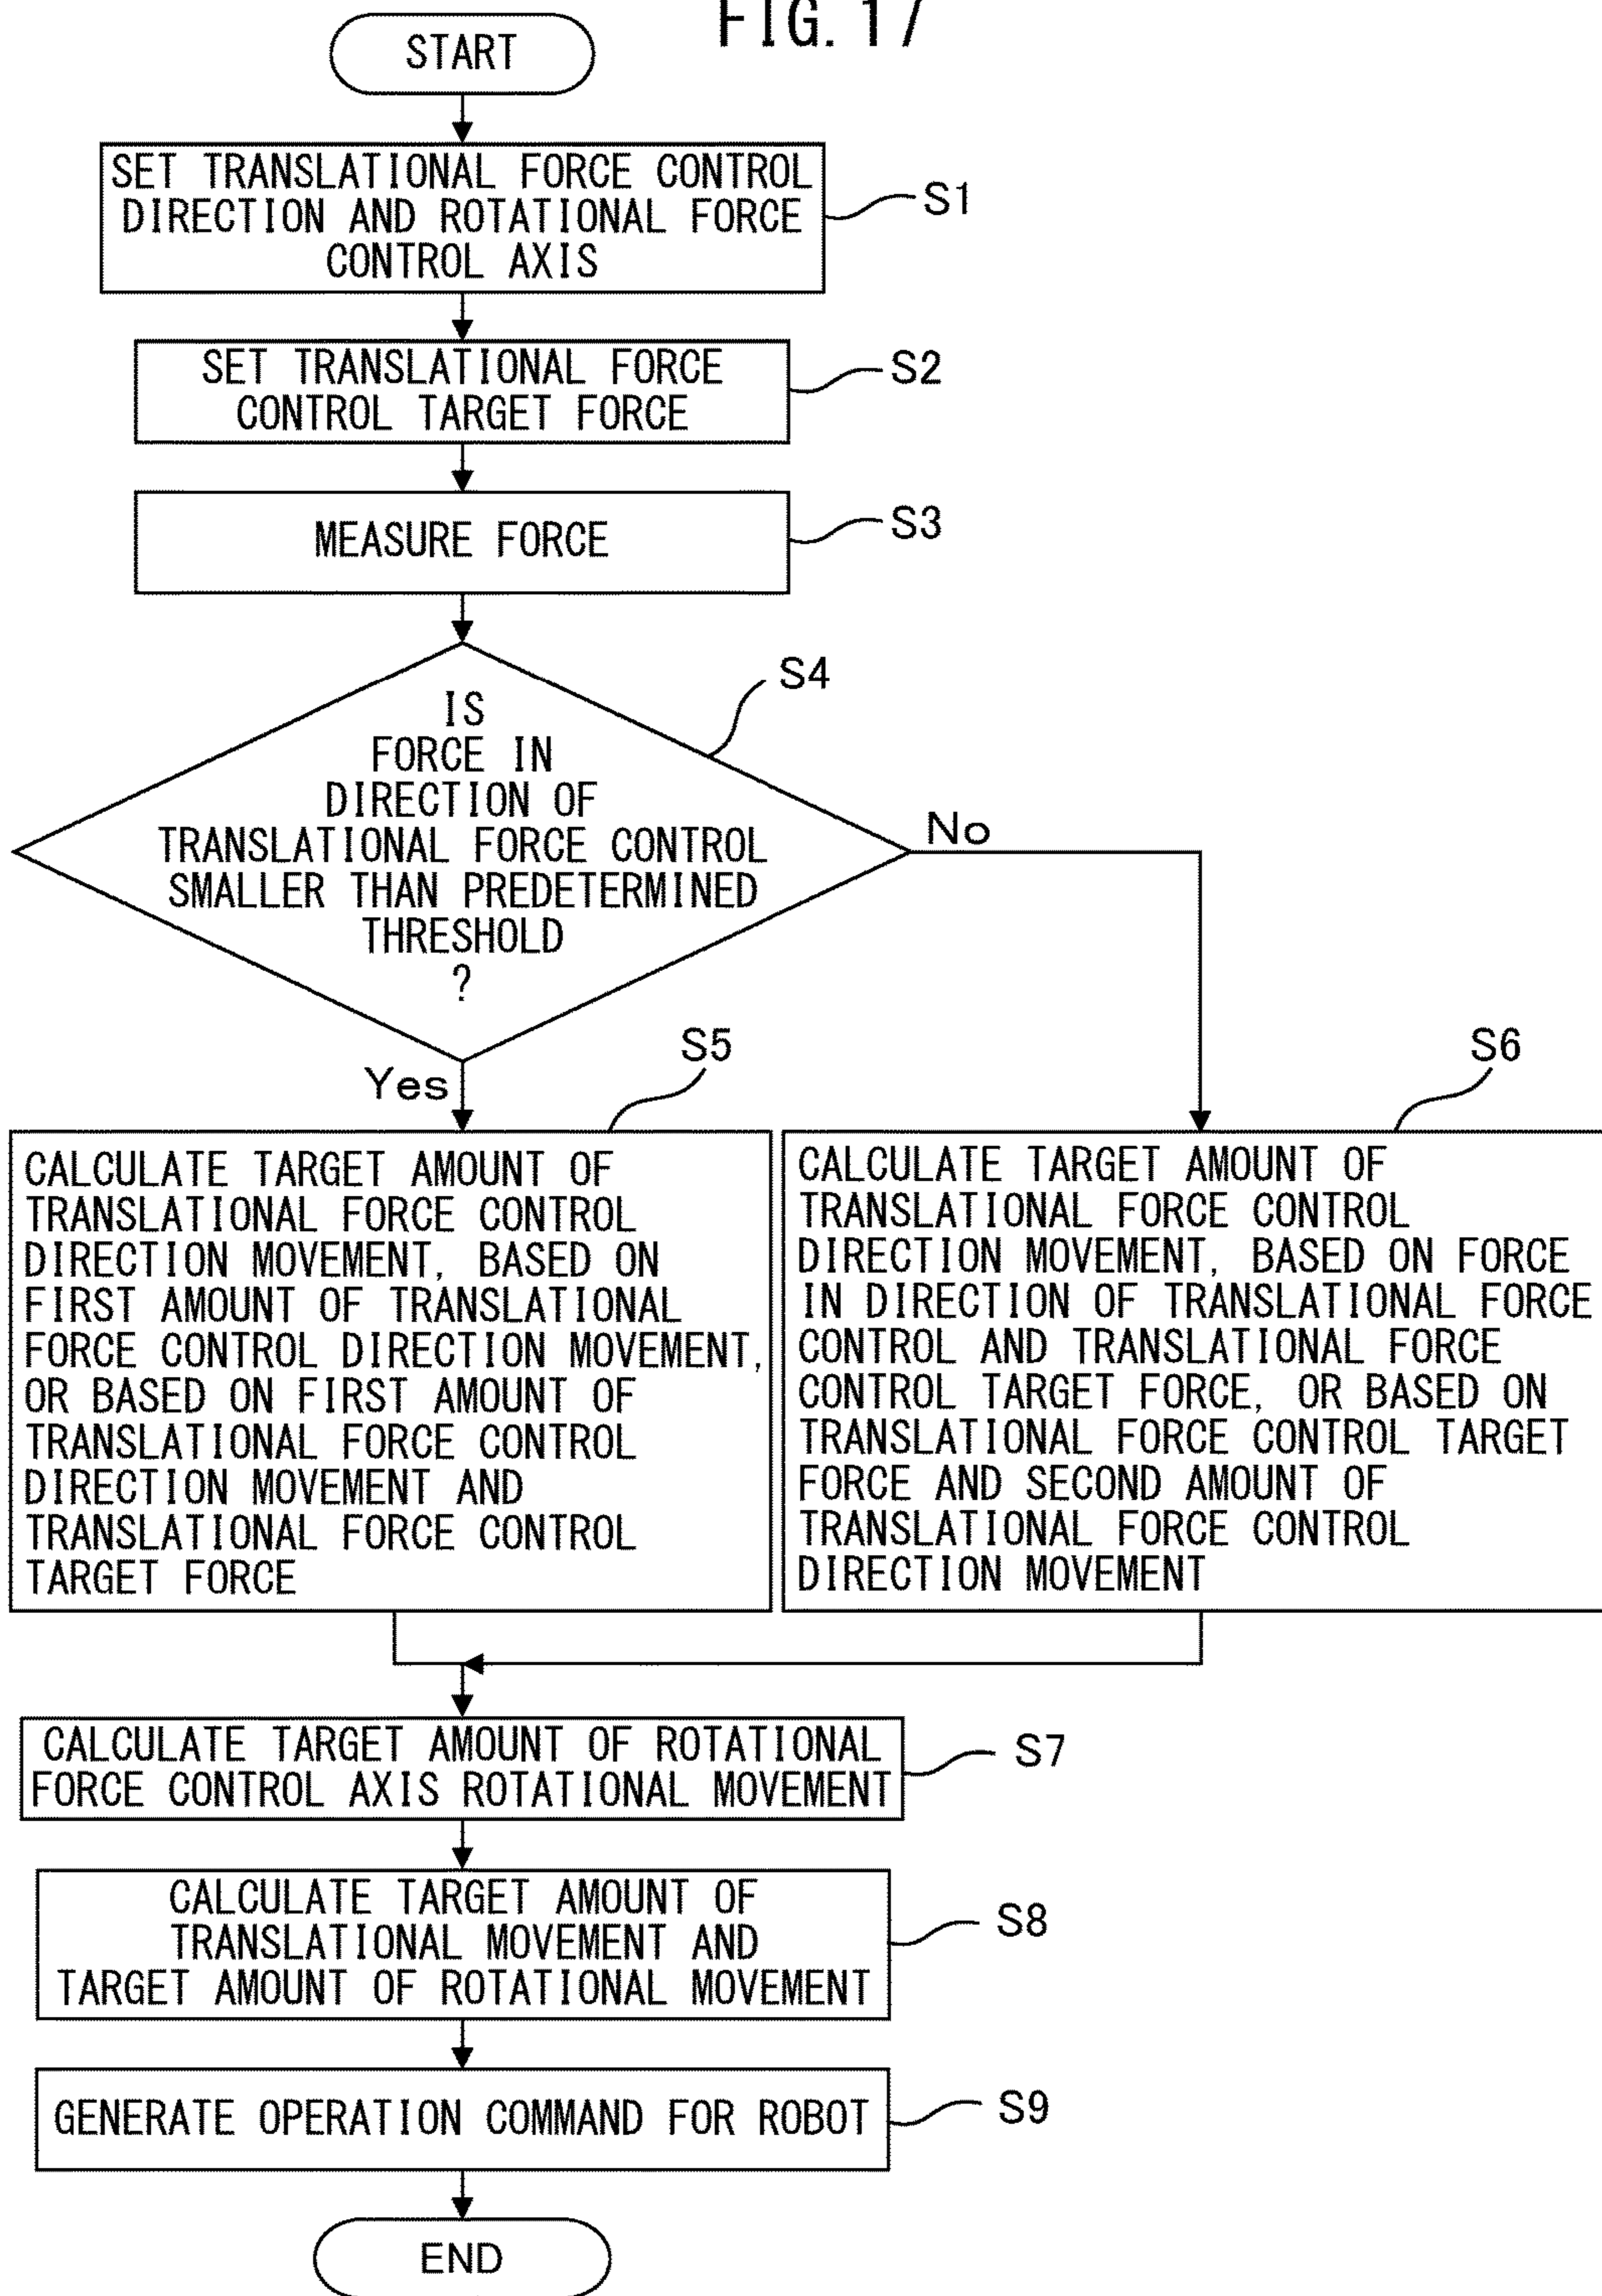 FIG. 17
START
SET TRANSLATIONAL FORCE CONTROL
DIRECTION AND ROTATIONAL FORCE
CONTROL AXIS
S1
SET TRANSLATIONAL FORCE
CONTROL TARGET FORCE
S2
MEASURE FORCE
S3
S4
IS
FORCE IN
DIRECTION OF
TRANSLATIONAL FORCE CONTROL
SMALLER THAN PREDETERMINED
THRESHOLD
?
No
Yes
S5
CALCULATE TARGET AMOUNT OF
TRANSLATIONAL FORCE CONTROL
DIRECTION MOVEMENT, BASED ON
FIRST AMOUNT OF TRANSLATIONAL
FORCE CONTROL DIRECTION MOVEMENT,
OR BASED ON FIRST AMOUNT OF
TRANSLATIONAL FORCE CONTROL
DIRECTION MOVEMENT AND
TRANSLATIONAL FORCE CONTROL
TARGET FORCE
S6
CALCULATE TARGET AMOUNT OF
TRANSLATIONAL FORCE CONTROL
DIRECTION MOVEMENT, BASED ON FORCE
IN DIRECTION OF TRANSLATIONAL FORCE
CONTROL AND TRANSLATIONAL FORCE
CONTROL TARGET FORCE, OR BASED ON
TRANSLATIONAL FORCE CONTROL TARGET
FORCE AND SECOND AMOUNT OF
TRANSLATIONAL FORCE CONTROL
DIRECTION MOVEMENT
CALCULATE TARGET AMOUNT OF ROTATIONAL
FORCE CONTROL AXIS ROTATIONAL MOVEMENT
S7
CALCULATE TARGET AMOUNT OF
TRANSLATIONAL MOVEMENT AND
TARGET AMOUNT OF ROTATIONAL MOVEMENT
S8
GENERATE OPERATION COMMAND FOR ROBOT
S9
END